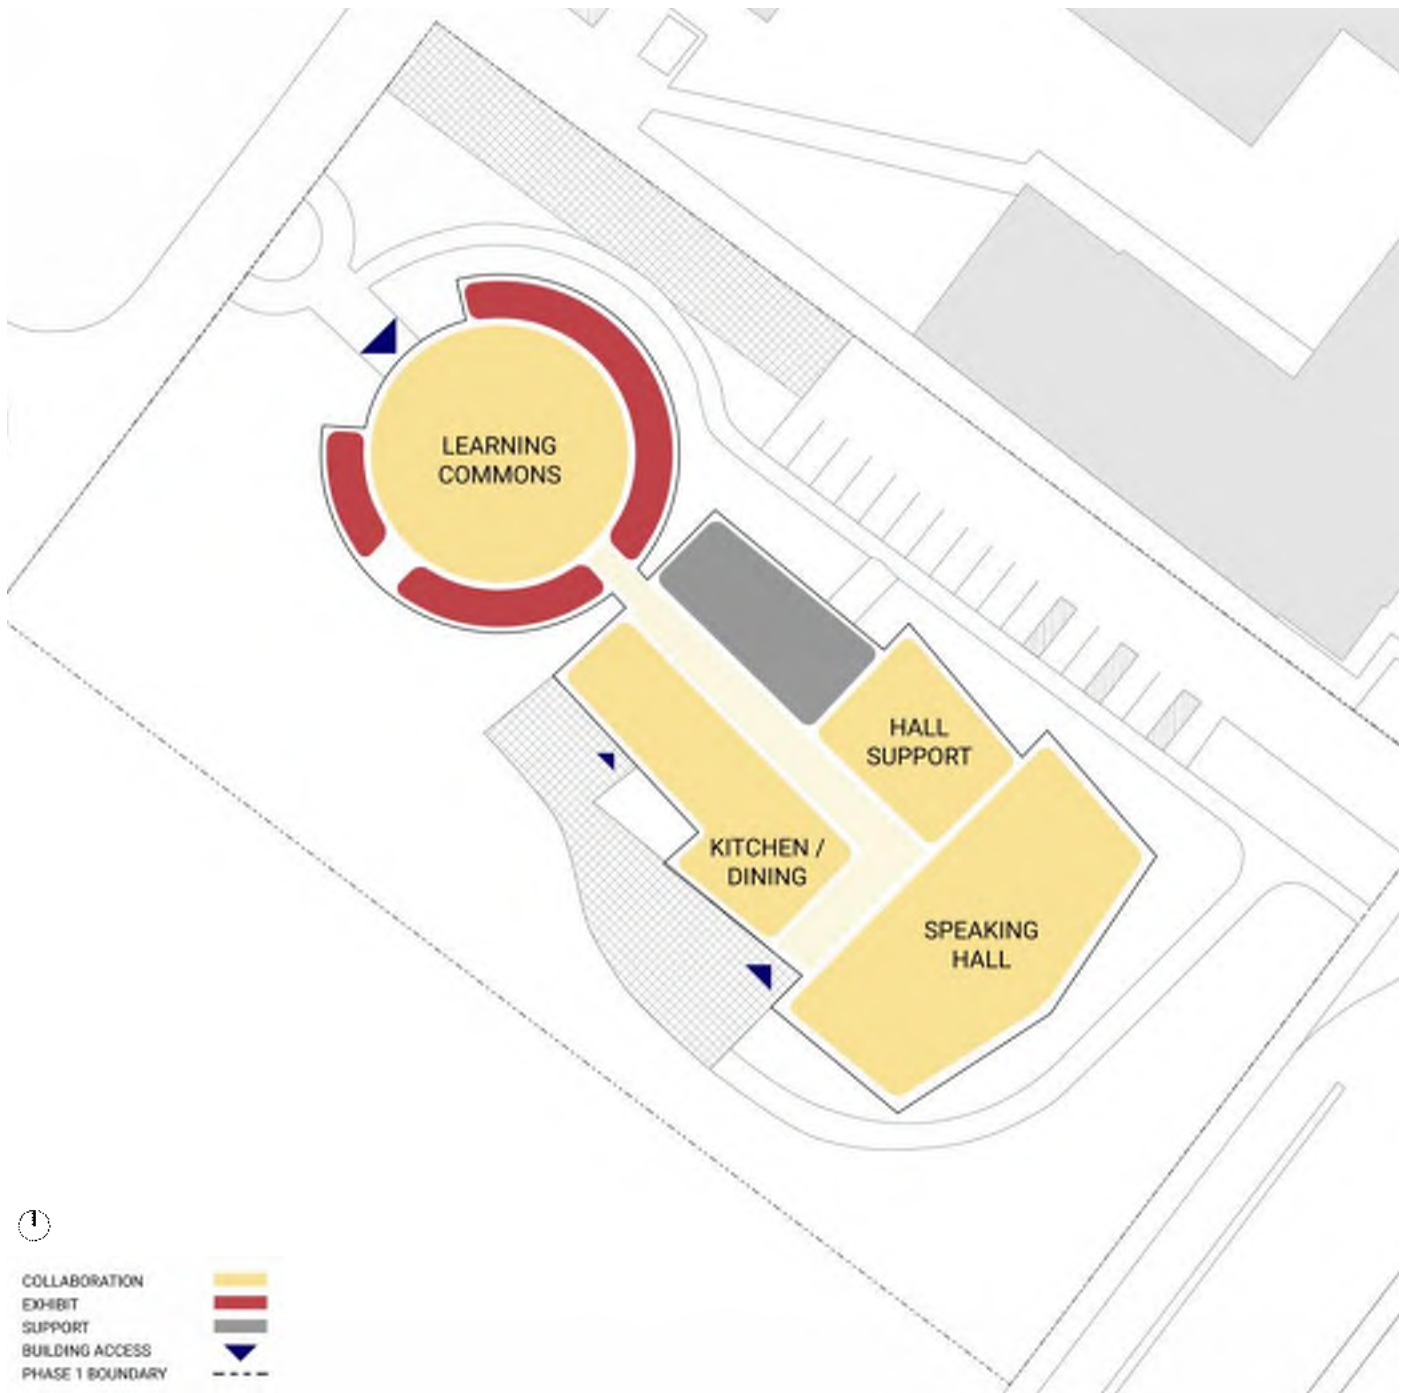 LEARNING
COMMONS
HALL
SUPPORT
KITCHEN /
DINING
SPEAKING
HALL
COLLABORATION
EXHIBIT
SUPPORT
BUILDING ACCESS
PHASE 1 BOUNDARY